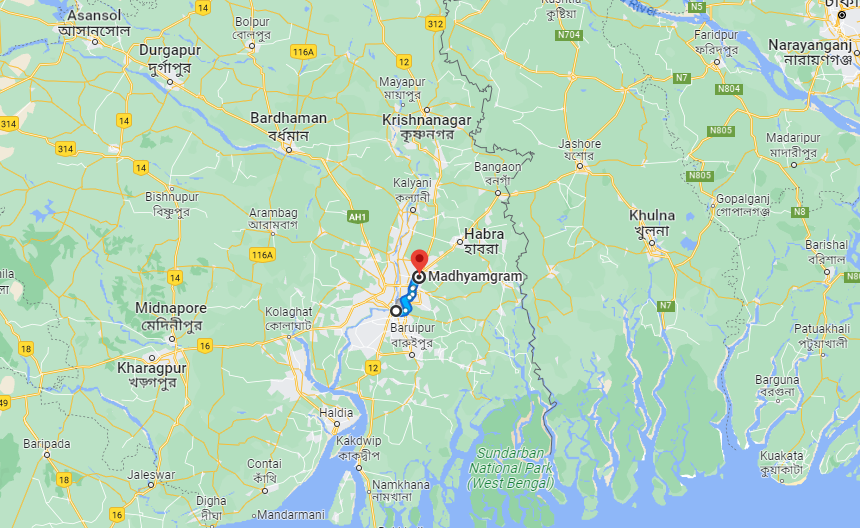 Asansol
আসানসোল
14
Bolpur
বোলপুর
312
কুষ্টিয়া
River
N5
N704
Faridpur
ফরিদপুর
Narayanganj
নারায়ণগঞ্জ
Durgapur
দুর্গাপুর
116A
12
N7
N804
Mayapur
মায়াপুর
314
14
Bardhaman
বর্ধমান
Krishnanagar
কৃষ্ণনগর
N805
Madaripur
মাদারীপুর
314
14
Jashore
যশোর
Bangaon
বনগাঁ
N805
Bishnupur
বিষ্ণুপুর
Kalyani
কল্যানী
Gopalganj
গোপালগঞ্জ
Arambag
আরামবাগ
AH1
Khulna
খুলনা
N8
Habra
হাবরা
Barishal
বরিশাল
116A
14
Madhyamgram
Midnapore
মেদিনীপুর
Kolaghat
কোলাঘাট
N7
Baruipur
বারুইপুর
Patuakhali
পটুয়াখালী
18
16
Kharagpur
খড়্গপুর
12
Barguna
বরগুনা
49
Haldia
Baripada
Kakdwip
কাকদ্বীপ
Sundarban
National Park
(West Bengal)
Kuakata
কুয়াকাটা
Contai
কাঁথি
Jaleswar
18
Namkhana
নামখানা
Digha
দীঘা
Mandarmani
16